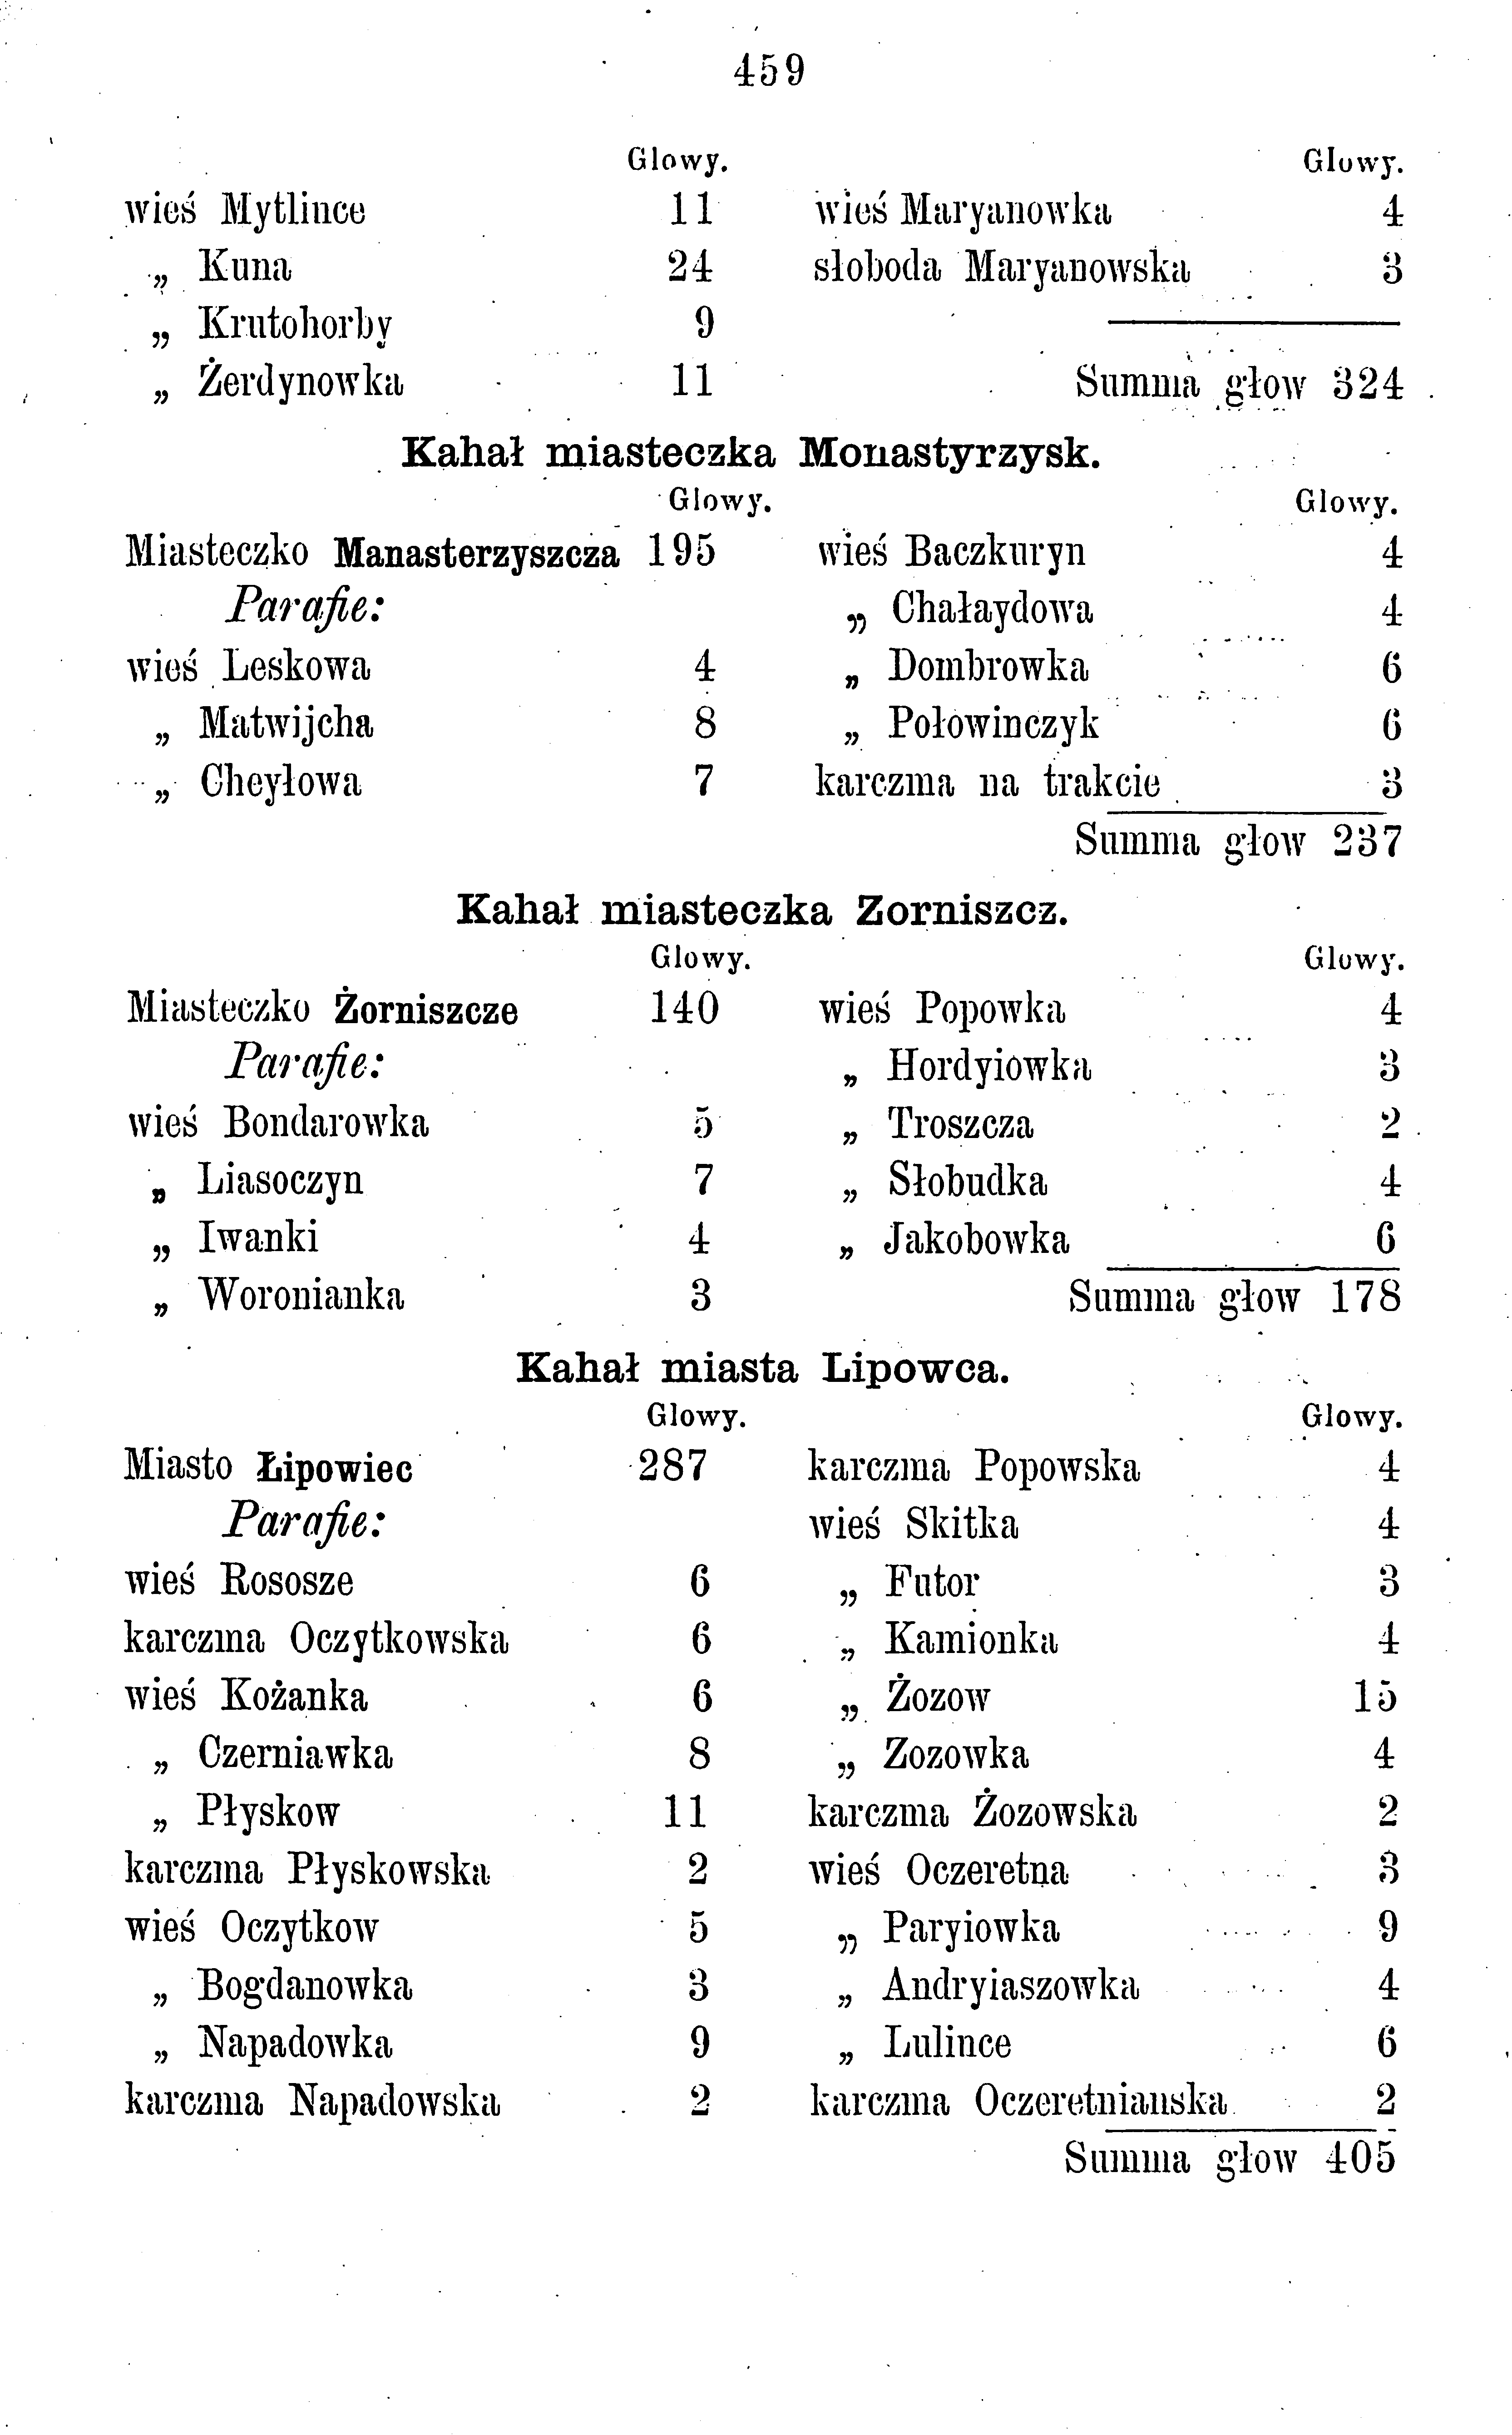 459
Glowy. Glowy.
wieś Mytlince 11 wieś Maryanowka 4
„ Kuna 24 słoboda Maryanowska 3
„ Krutohorby 9
„ Żerdynowka 11 Summa głow 324
Kahał miasteczka Monastyrzysk.
Glowy. Glowy.
Miasteczko Manasterzyszcza 195 wieś Baczkuryn 4
Parafie: „ Chałaydowa 4
wieś Leskowa 4 „ Dombrowka 6
„ Matwijcha 8 „ Połowinczyk 6
„ Cheyłowa 7 karczma na trakcie 3
Summa głow 237
Kahał miasteczka Zorniszcz.
Glowy. Glowy.
Miasteczko Żorniszcze 140 wieś Popowka 4
Parafie: „ Hordyiowka 3
wieś Bondarowka 5 „ Troszcza 2
„ Liasoczyn 7 „ Słobudka 4
„ Iwanki 4 „ Jakobowka 6
„ Woronianka 3 Summa głow 178
Kahał miasta Lipowca.
Glowy. Glowy.
Miasto Łipowiec 287 karczma Popowska 4
Parafie: wieś Skitka 4
wieś Rososze 6 „ Futor 3
karczma Oczytkowska 6 „ Kamionka 4
wieś Kożanka 6 „ Żozow 15
„ Czerniawka 8 „ Zozowka 4
„ Płyskow 11 karczma Żozowska 2
karczma Płyskowska 2 wieś Oczeretna 3
wieś Oczytkow 5 „ Paryiowka 9
„ Bogdanowka 3 „ Andryiaszowka 4
„ Napadowka 9 „ Lulince 6
karczma Napadowska 2 karczma Oczeretnianska 2
Summa głow 405